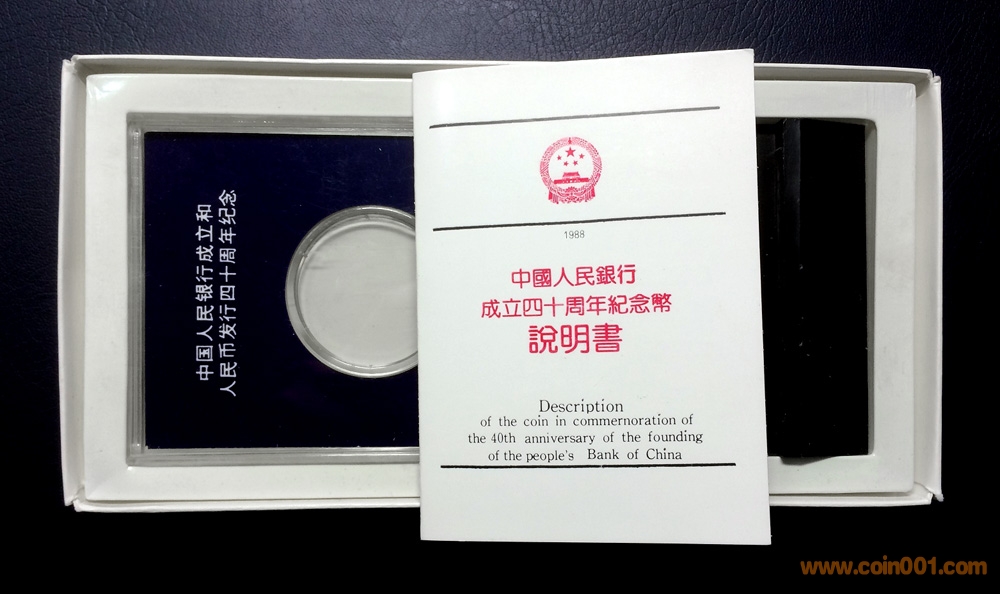 中国人民银行成立和
人民币发行四十周年纪念
1988
中國人民銀行
成立四十周年紀念幣
說明書
Description
of the coin in commernoration of
the 40th anniversary of the founding
of the people's Bank of China
www.coin001.com